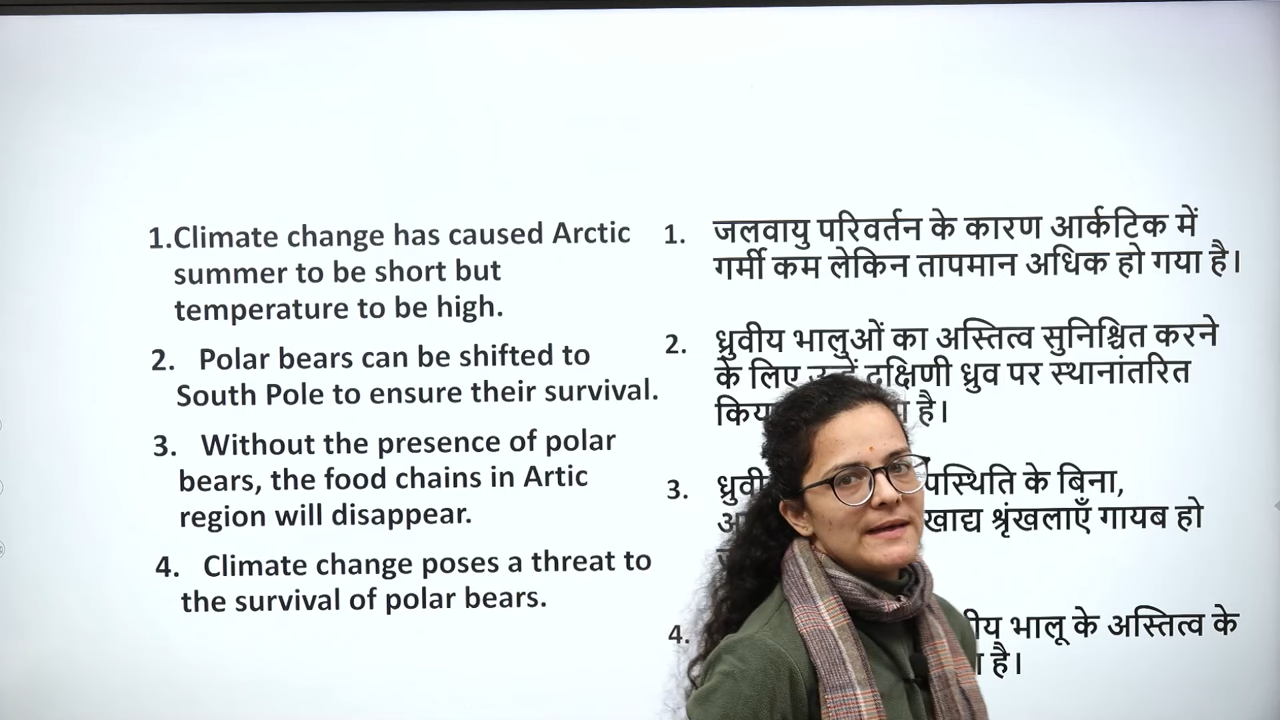 1.Climate change has caused Arctic
summer to be short but
temperature to be high.
2. Polar bears can be shifted to
South Pole to ensure their survival.
3. Without the presence of polar
bears, the food chains in Artic
region will disappear.
4. Climate change poses a threat to
the survival of polar bears.
1. जलवायु परिवर्तन के कारण आर्कटिक में
गर्मी कम लेकिन तापमान अधिक हो गया है।
2. ध्रुवीय भालुओं का अस्तित्व सुनिश्चित करने
के लिए दक्षिणी ध्रुव पर स्थानांतरित
है।
3. के बिना,
खाद्य श्रृंखलाएँ गायब हो
4. भालू के अस्तित्व के
है।